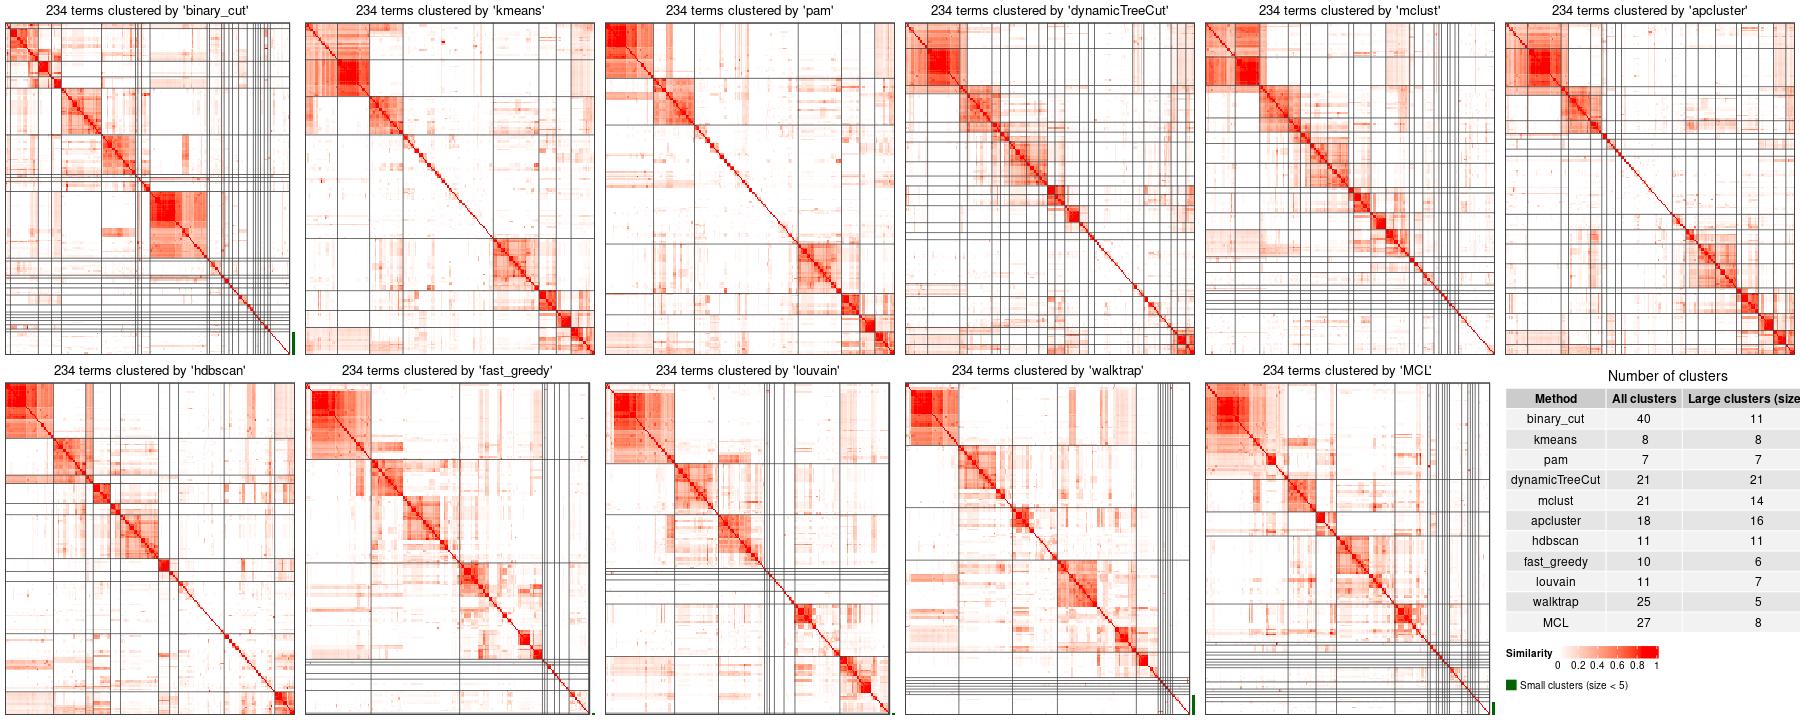 234 terms clustered by 'binary_cut'
234 terms clustered by 'kmeans'
234 terms clustered by 'pam'
234 terms clustered by 'dynamicTreeCut'
234 terms clustered by 'mclust'
234 terms clustered by 'apcluster'
234 terms clustered by 'hdbscan'
234 terms clustered by 'fast_greedy'
234 terms clustered by 'louvain'
234 terms clustered by 'walktrap'
234 terms clustered by 'MCL'
Number of clusters
Method All clusters Large clusters (size
binary_cut 40 11
kmeans 8 8
pam 7 7
dynamicTreeCut 21 21
mclust 21 14
apcluster 18 16
hdbscan 11 11
fast_greedy 10 6
louvain 11 7
walktrap 25 5
MCL 27 8
Similarity
0 0.2 0.4 0.6 0.8 1
Small clusters (size < 5)